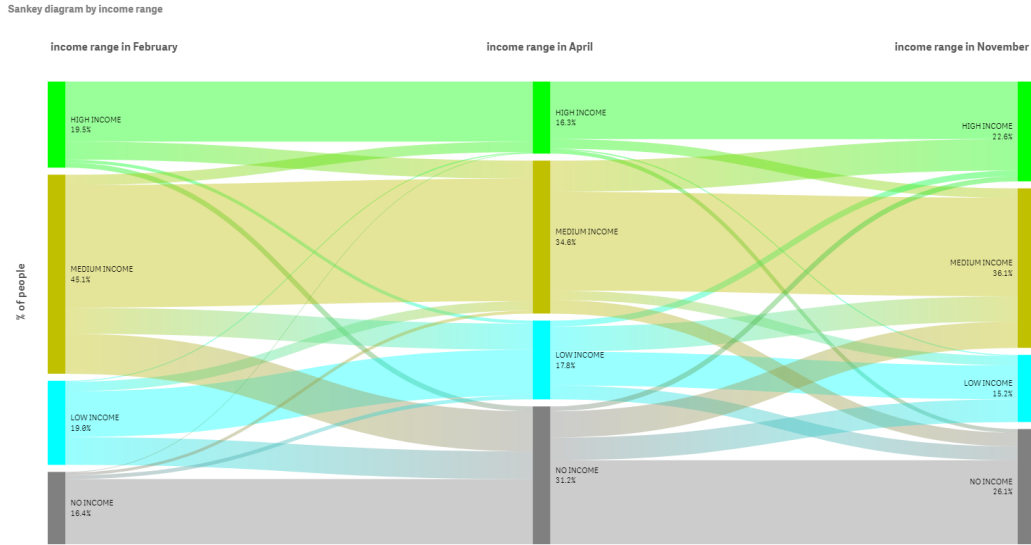 Sankey diagram by income range
income range in February
income range in April
income range in November
% of people
HIGH INCOME
19.5%
MEDIUM INCOME
45.1%
LOW INCOME
19.0%
NO INCOME
16.4%
HIGH INCOME
16.3%
MEDIUM INCOME
34.6%
LOW INCOME
17.8%
NO INCOME
31.2%
HIGH INCOME
22.6%
MEDIUM INCOME
36.1%
LOW INCOME
15.2%
NO INCOME
26.1%